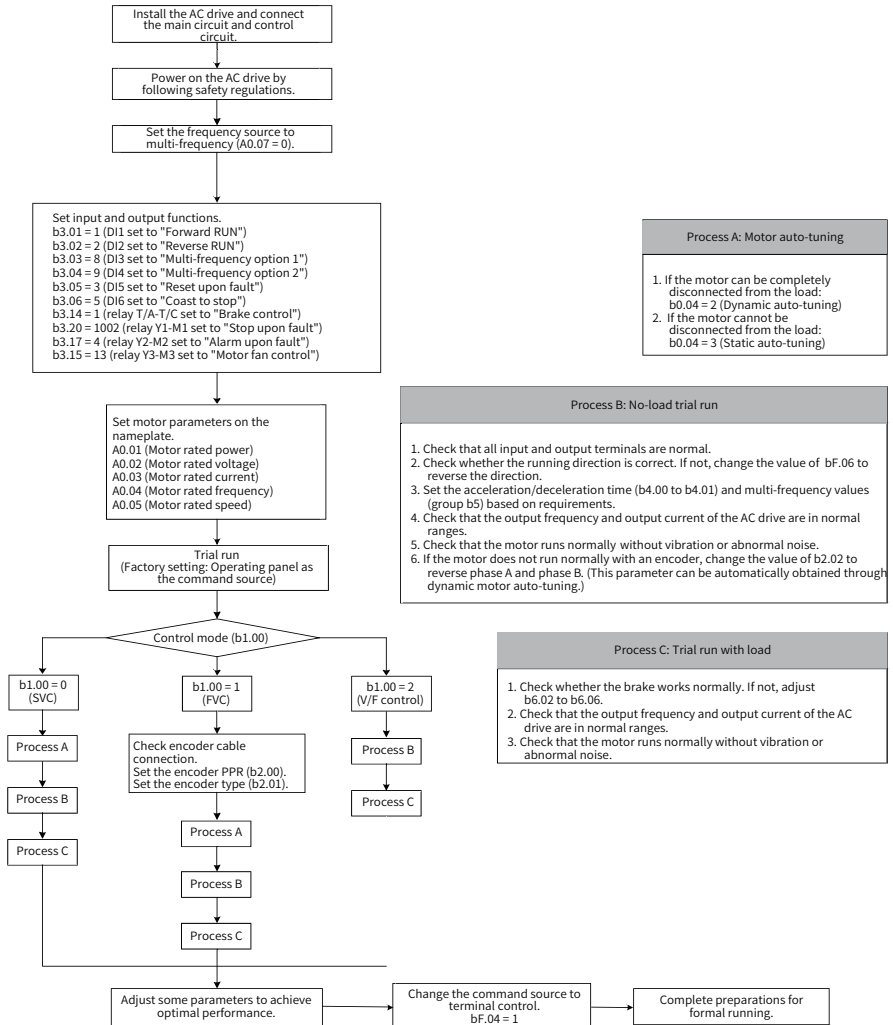 Install the AC drive and connect
the main circuit and control
circuit.
Power on the AC drive by
following safety regulations.
Set the frequency source to
multi-frequency (A0.07 = 0).
Set input and output functions.
b3.01 = 1 (DI1 set to "Forward RUN")
b3.02 = 2 (DI2 set to "Reverse RUN")
b3.03 = 8 (DI3 set to "Multi-frequency option 1")
b3.04 = 9 (DI4 set to "Multi-frequency option 2")
b3.05 = 3 (DI5 set to "Reset upon fault")
b3.06 = 5 (DI6 set to "Coast to stop")
b3.14 = 1 (relay T/A-T/C set to "Brake control")
b3.20 = 1002 (relay Y1-M1 set to "Stop upon fault")
b3.17 = 4 (relay Y2-M2 set to "Alarm upon fault")
b3.15 = 13 (relay Y3-M3 set to "Motor fan control")
Set motor parameters on the
nameplate.
A0.01 (Motor rated power)
A0.02 (Motor rated voltage)
A0.03 (Motor rated current)
A0.04 (Motor rated frequency)
A0.05 (Motor rated speed)
Trial run
(Factory setting: Operating panel as
the command source)
Control mode (b1.00)
b1.00 = 0
(SVC)
Process A
Process B
Process C
b1.00 = 1
(FVC)
Check encoder cable
connection.
Set the encoder PPR (b2.00).
Set the encoder type (b2.01).
Process A
Process B
Process C
b1.00 = 2
(V/F control)
Process B
Process C
Process A: Motor auto-tuning
1. If the motor can be completely
disconnected from the load:
b0.04 = 2 (Dynamic auto-tuning)
2. If the motor cannot be
disconnected from the load:
b0.04 = 3 (Static auto-tuning)
Process B: No-load trial run
1. Check that all input and output terminals are normal.
2. Check whether the running direction is correct. If not, change the value of bF.06 to
reverse the direction.
3. Set the acceleration/deceleration time (b4.00 to b4.01) and multi-frequency values
(group b5) based on requirements.
4. Check that the output frequency and output current of the AC drive are in normal
ranges.
5. Check that the motor runs normally without vibration or abnormal noise.
6. If the motor does not run normally with an encoder, change the value of b2.02 to
reverse phase A and phase B. (This parameter can be automatically obtained through
dynamic motor auto-tuning.)
Process C: Trial run with load
1. Check whether the brake works normally. If not, adjust
b6.02 to b6.06.
2. Check that the output frequency and output current of the AC
drive are in normal ranges.
3. Check that the motor runs normally without vibration or
abnormal noise.
Adjust some parameters to achieve
optimal performance.
Change the command source to
terminal control.
bF.04 = 1
Complete preparations for
formal running.